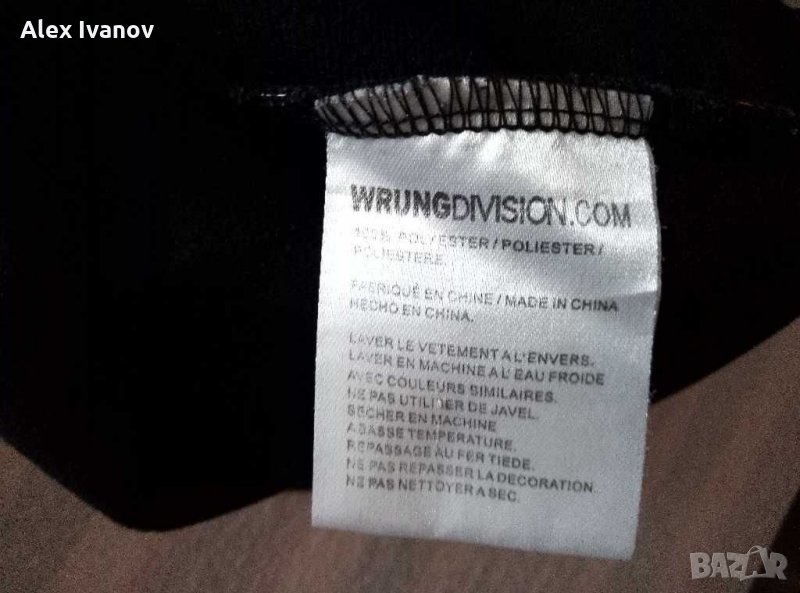 Alex Ivanov
WRUNGDIVISION.COM
100% POLYESTER / POLIESTER /
POLIESTERE.
FABRIQUÉ EN CHINE / MADE IN CHINA
HECHO EN CHINA.
LAVER LE VETEMENT A L'ENVERS.
LAVER EN MACHINE A L'EAU FROIDE
AVEC COULEURS SIMILAIRES.
NE PAS UTILISER DE JAVEL.
SECHER EN MACHINE
A BASSE TEMPERATURE.
REPASSAGE AU FER TIEDE.
NE PAS REPASSER LA DECORATION
NE PAS NETTOYER A SEC.
BAZAR